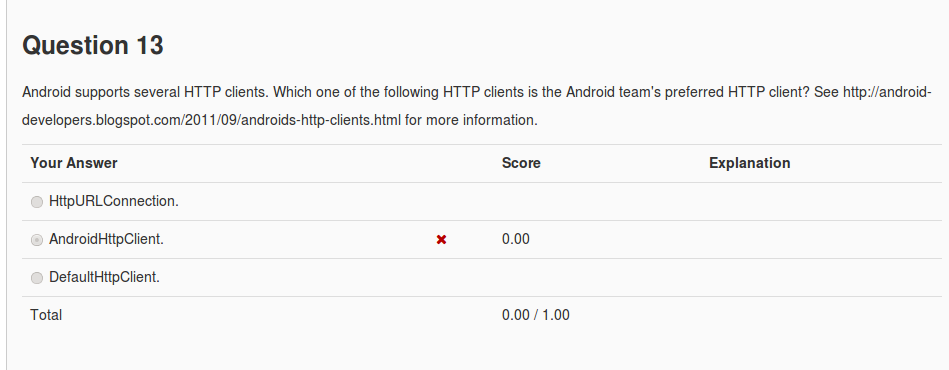 Question 13
Android supports several HTTP clients. Which one of the following HTTP clients is the Android team's preferred HTTP client? See http://android-
developers.blogspot.com/2011/09/androids-http-clients.html for more information.
Your Answer Score Explanation
HttpURLConnection.
AndroidHttpClient. ✖ 0.00
DefaultHttpClient.
Total 0.00 / 1.00